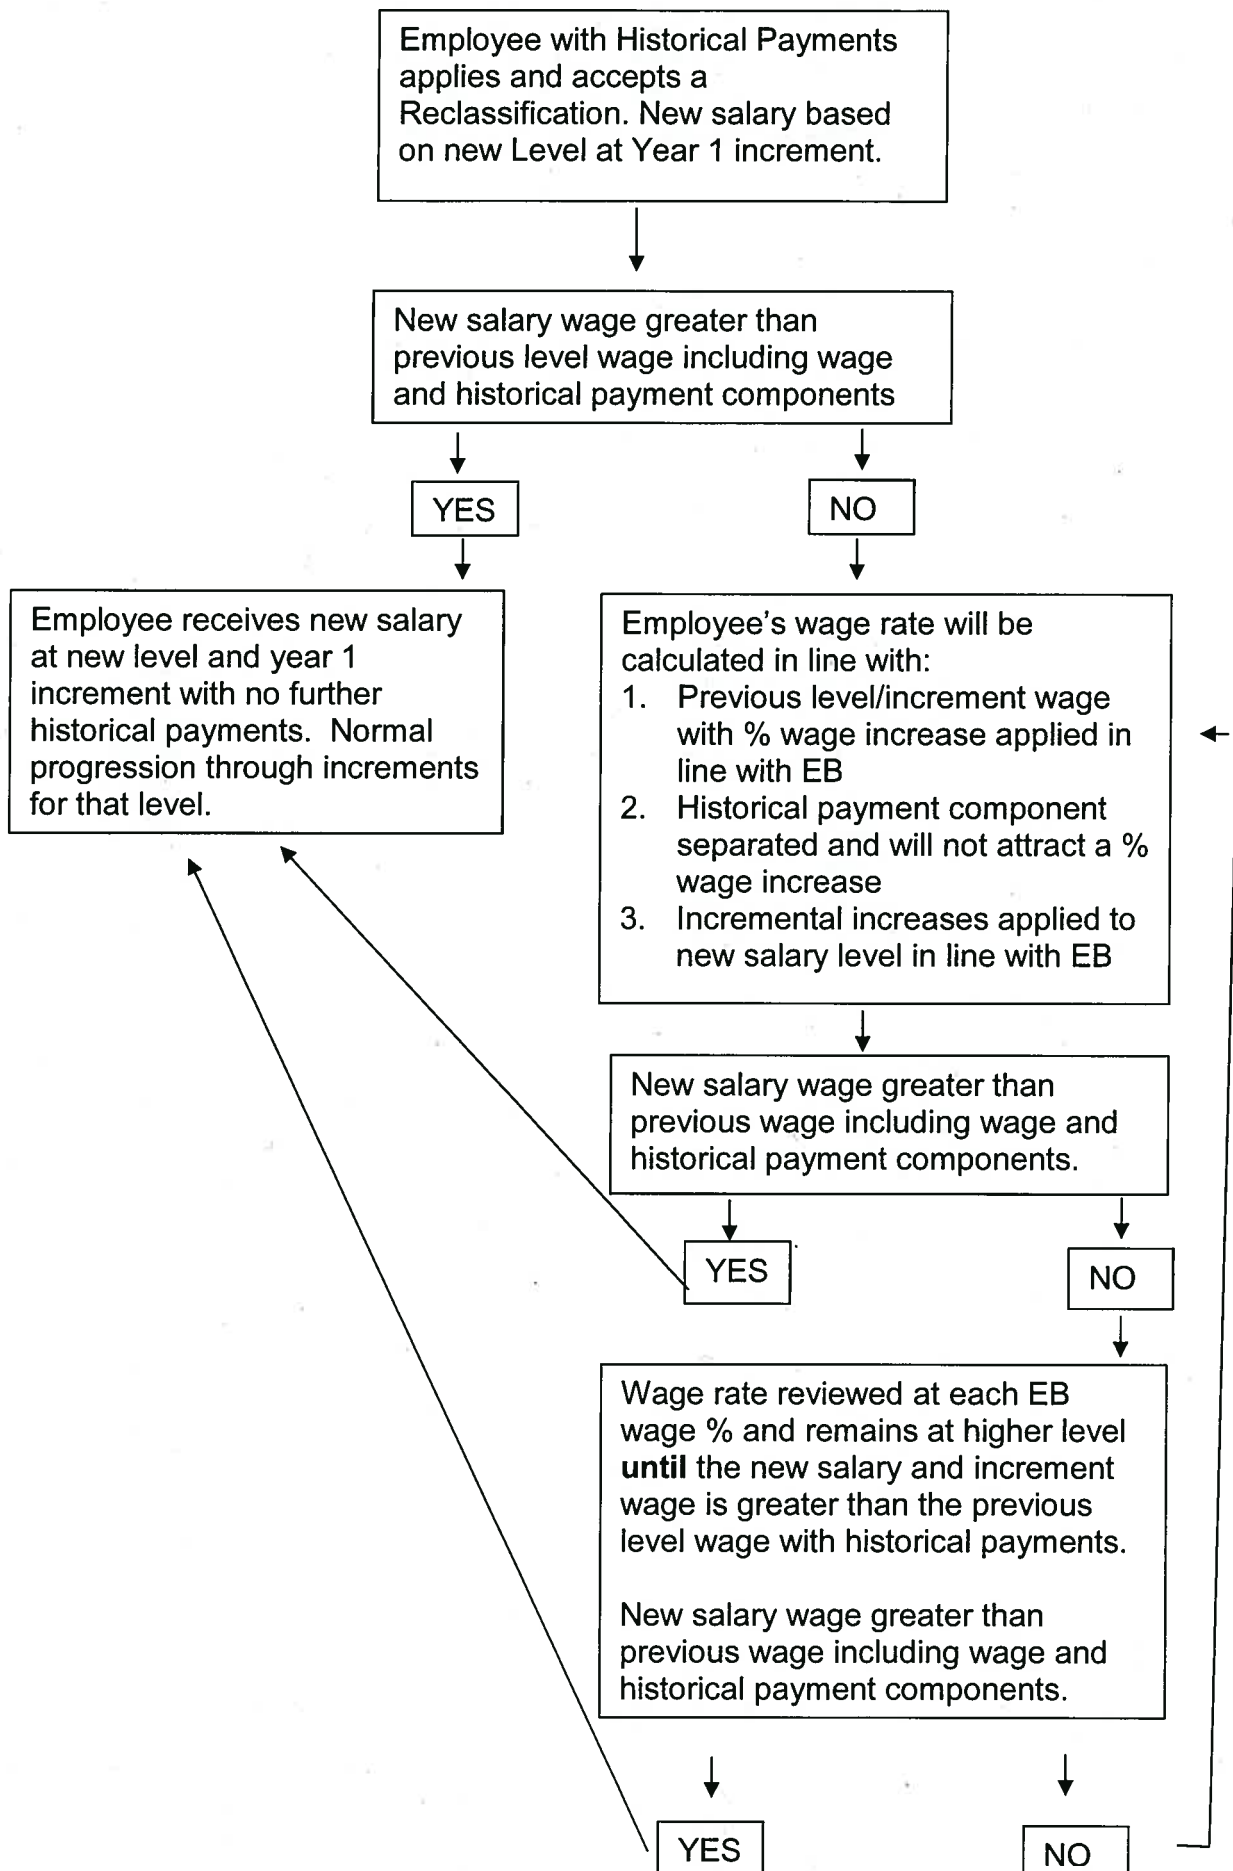 Employee with Historical Payments
applies and accepts a
Reclassification. New salary based
on new Level at Year 1 increment.
New salary wage greater than
previous level wage including wage
and historical payment components
YES
NO
Employee receives new salary
at new level and year 1
increment with no further
historical payments.  Normal
progression through increments
for that level.
Employee's wage rate will be
calculated in line with:
1. Previous level/increment wage
with % wage increase applied in
line with EB
2. Historical payment component
separated and will not attract a %
wage increase
3. Incremental increases applied to
new salary level in line with EB
New salary wage greater than
previous wage including wage and
historical payment components.
YES
NO
Wage rate reviewed at each EB
wage % and remains at higher level
until the new salary and increment
wage is greater than the previous
level wage with historical payments.
New salary wage greater than
previous wage including wage and
historical payment components.
YES
NO